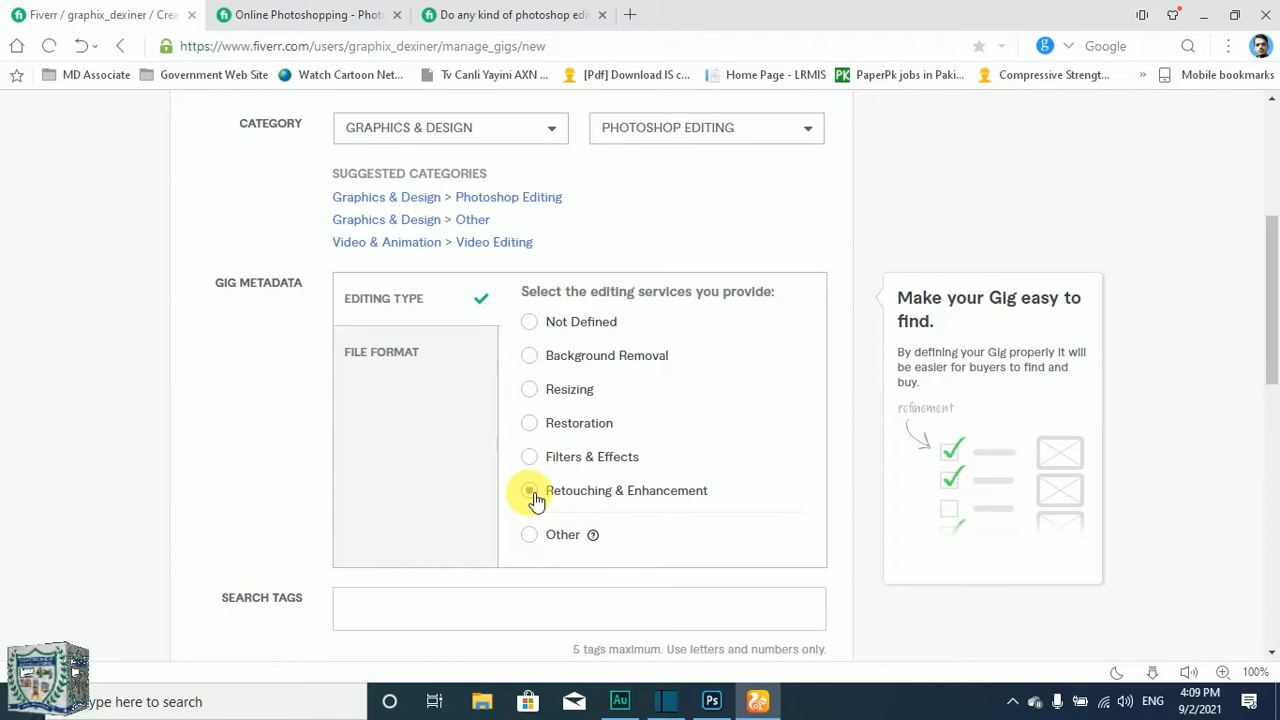 Fiverr / graphix_dexiner / Crea
Online Photoshopping - Phot
Do any kind of photoshop edi
https://www.fiverr.com/users/graphix_dexiner/manage_gigs/new
Google
MD Associate
Government Web Site
Watch Cartoon Net...
Tv Canli Yayini AXN ...
[Pdf] Download IS c...
Home Page - LRMIS
PaperPk jobs in Paki...
Compressive Strengt...
Mobile bookmarks
CATEGORY
GRAPHICS & DESIGN
PHOTOSHOP EDITING
SUGGESTED CATEGORIES
Graphics & Design > Photoshop Editing
Graphics & Design > Other
Video & Animation > Video Editing
GIG METADATA
EDITING TYPE
FILE FORMAT
Select the editing services you provide:
Not Defined
Background Removal
Resizing
Restoration
Filters & Effects
Retouching & Enhancement
Other
Make your Gig easy to
find.
By defining your Gig properly it will
be easier for buyers to find and
buy.
refinement
SEARCH TAGS
5 tags maximum. Use letters and numbers only.
100%
ype here to search
ENG
4:09 PM
9/2/2021